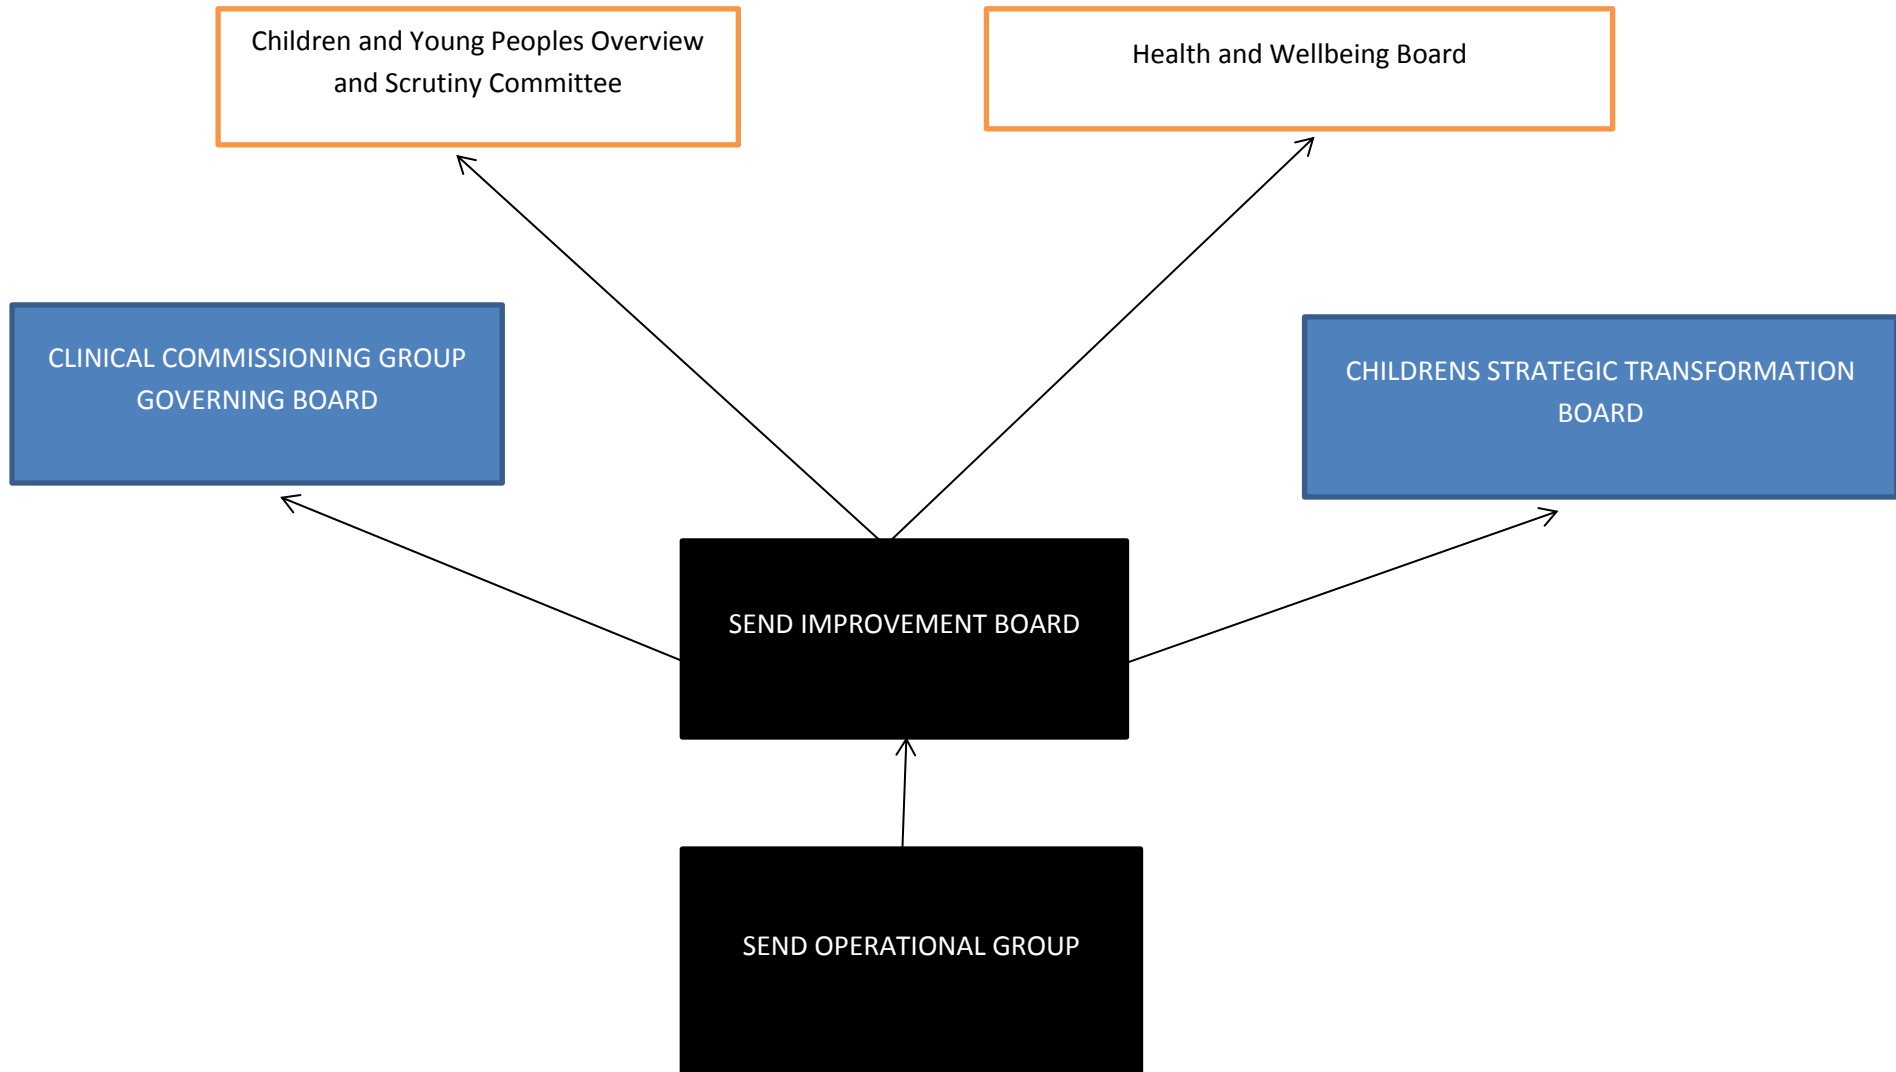 Children and Young Peoples Overview
and Scrutiny Committee
Health and Wellbeing Board
CLINICAL COMMISSIONING GROUP
GOVERNING BOARD
CHILDRENS STRATEGIC TRANSFORMATION
BOARD
SEND IMPROVEMENT BOARD
SEND OPERATIONAL GROUP